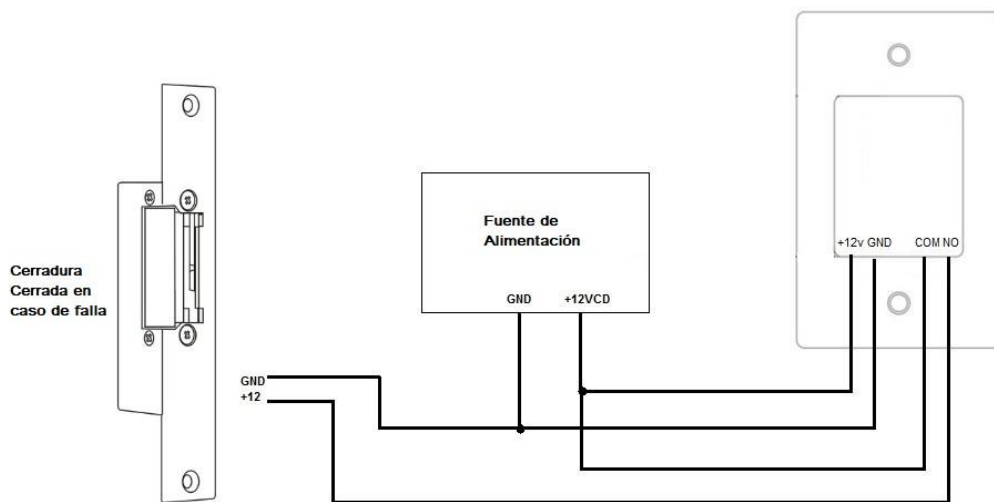 Cerradura
Cerrada en
caso de falla
GND
+12
Fuente de
Alimentación
GND +12VCD
+12v GND COM NO